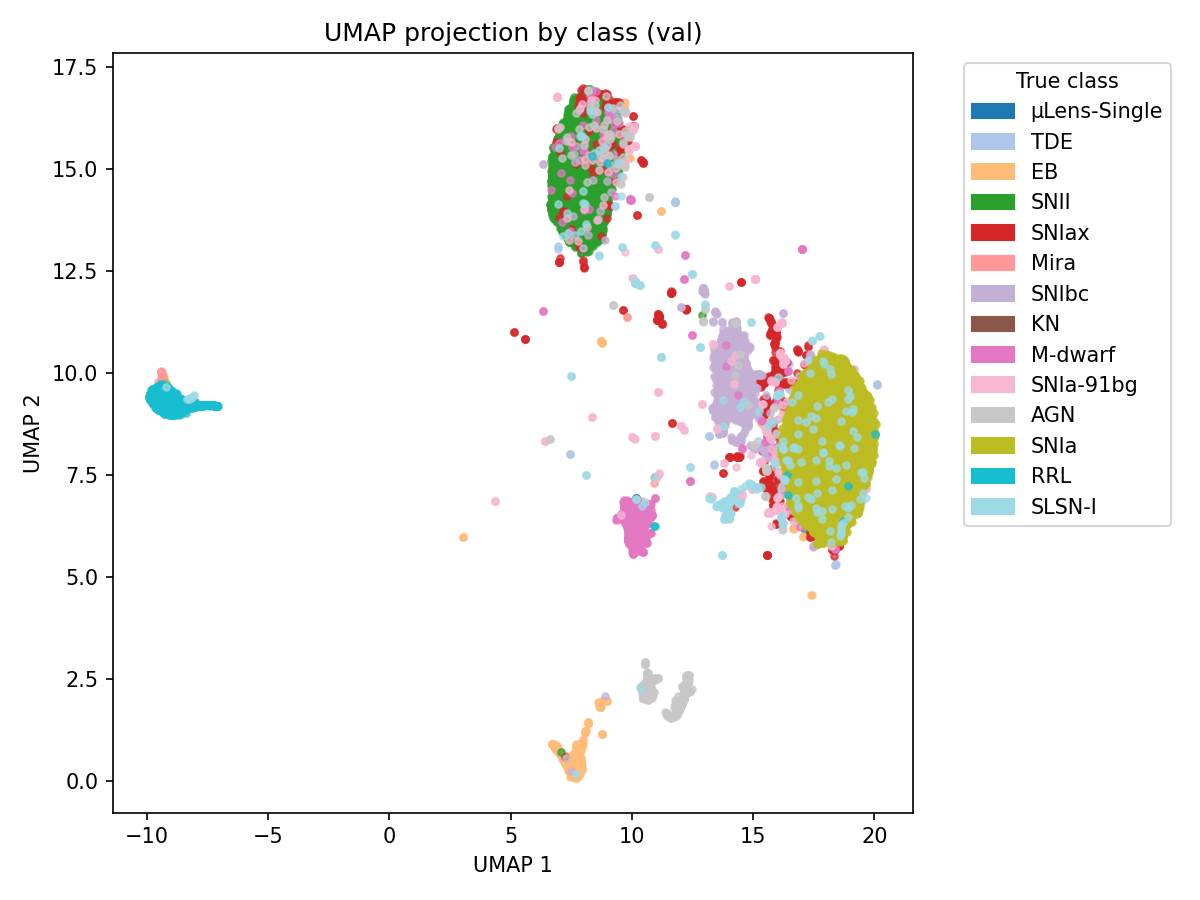 UMAP projection by class (val)
17.5
15.0
12.5
10.0
7.5
5.0
2.5
0.0
UMAP 2
−10
−5
0
5
10
15
20
UMAP 1
True class
µLens-Single
TDE
EB
SNII
SNIax
Mira
SNIbc
KN
M-dwarf
SNIa-91bg
AGN
SNIa
RRL
SLSN-I